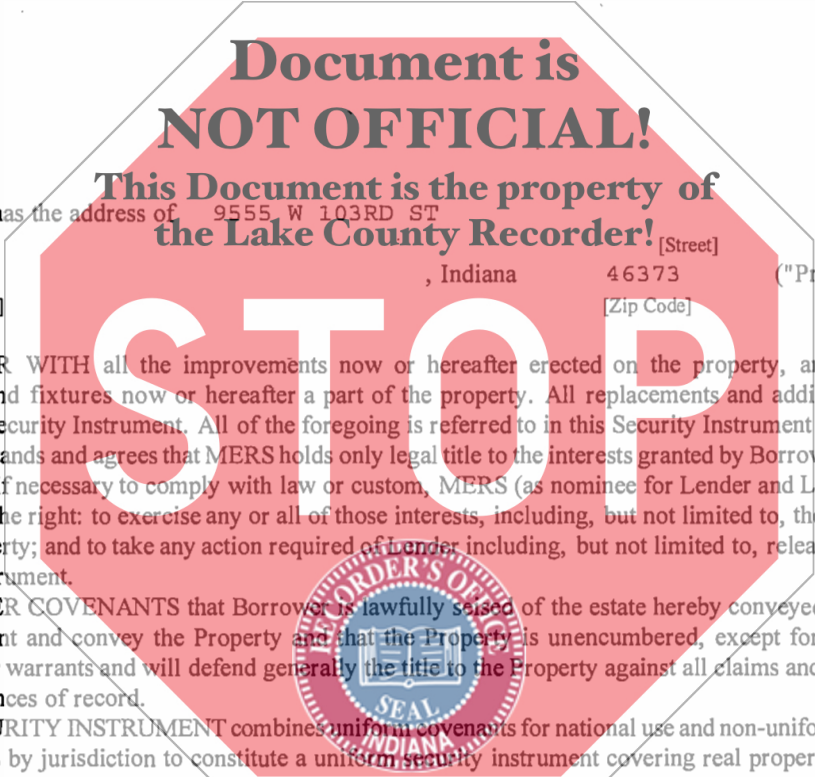 Document is
NOT OFFICIAL!
This Document is the property of
the Lake County Recorder!
as the address of 9555 W 103RD ST
[Street]
, Indiana 46373 ("Pr
]
[Zip Code]
STOP
R WITH all the improvements now or hereafter erected on the property, a
d fixtures now or hereafter a part of the property. All replacements and addi
ecurity Instrument. All of the foregoing is referred to in this Security Instrument
ands and agrees that MERS holds only legal title to the interests granted by Borrow
f necessary to comply with law or custom, MERS (as nominee for Lender and L
he right: to exercise any or all of those interests, including, but not limited to, th
rty; and to take any action required of Lender including, but not limited to, relea
rument.
R COVENANTS that Borrower is lawfully seised of the estate hereby conveye
nt and convey the Property and that the Property is unencumbered, except for
warrants and will defend generally the title to the Property against all claims and
ces of record.
URITY INSTRUMENT combines uniform covenants for national use and non-unifo
by jurisdiction to constitute a uniform security instrument covering real proper
RECORDER'S OFFICE
SEAL
INDIANA